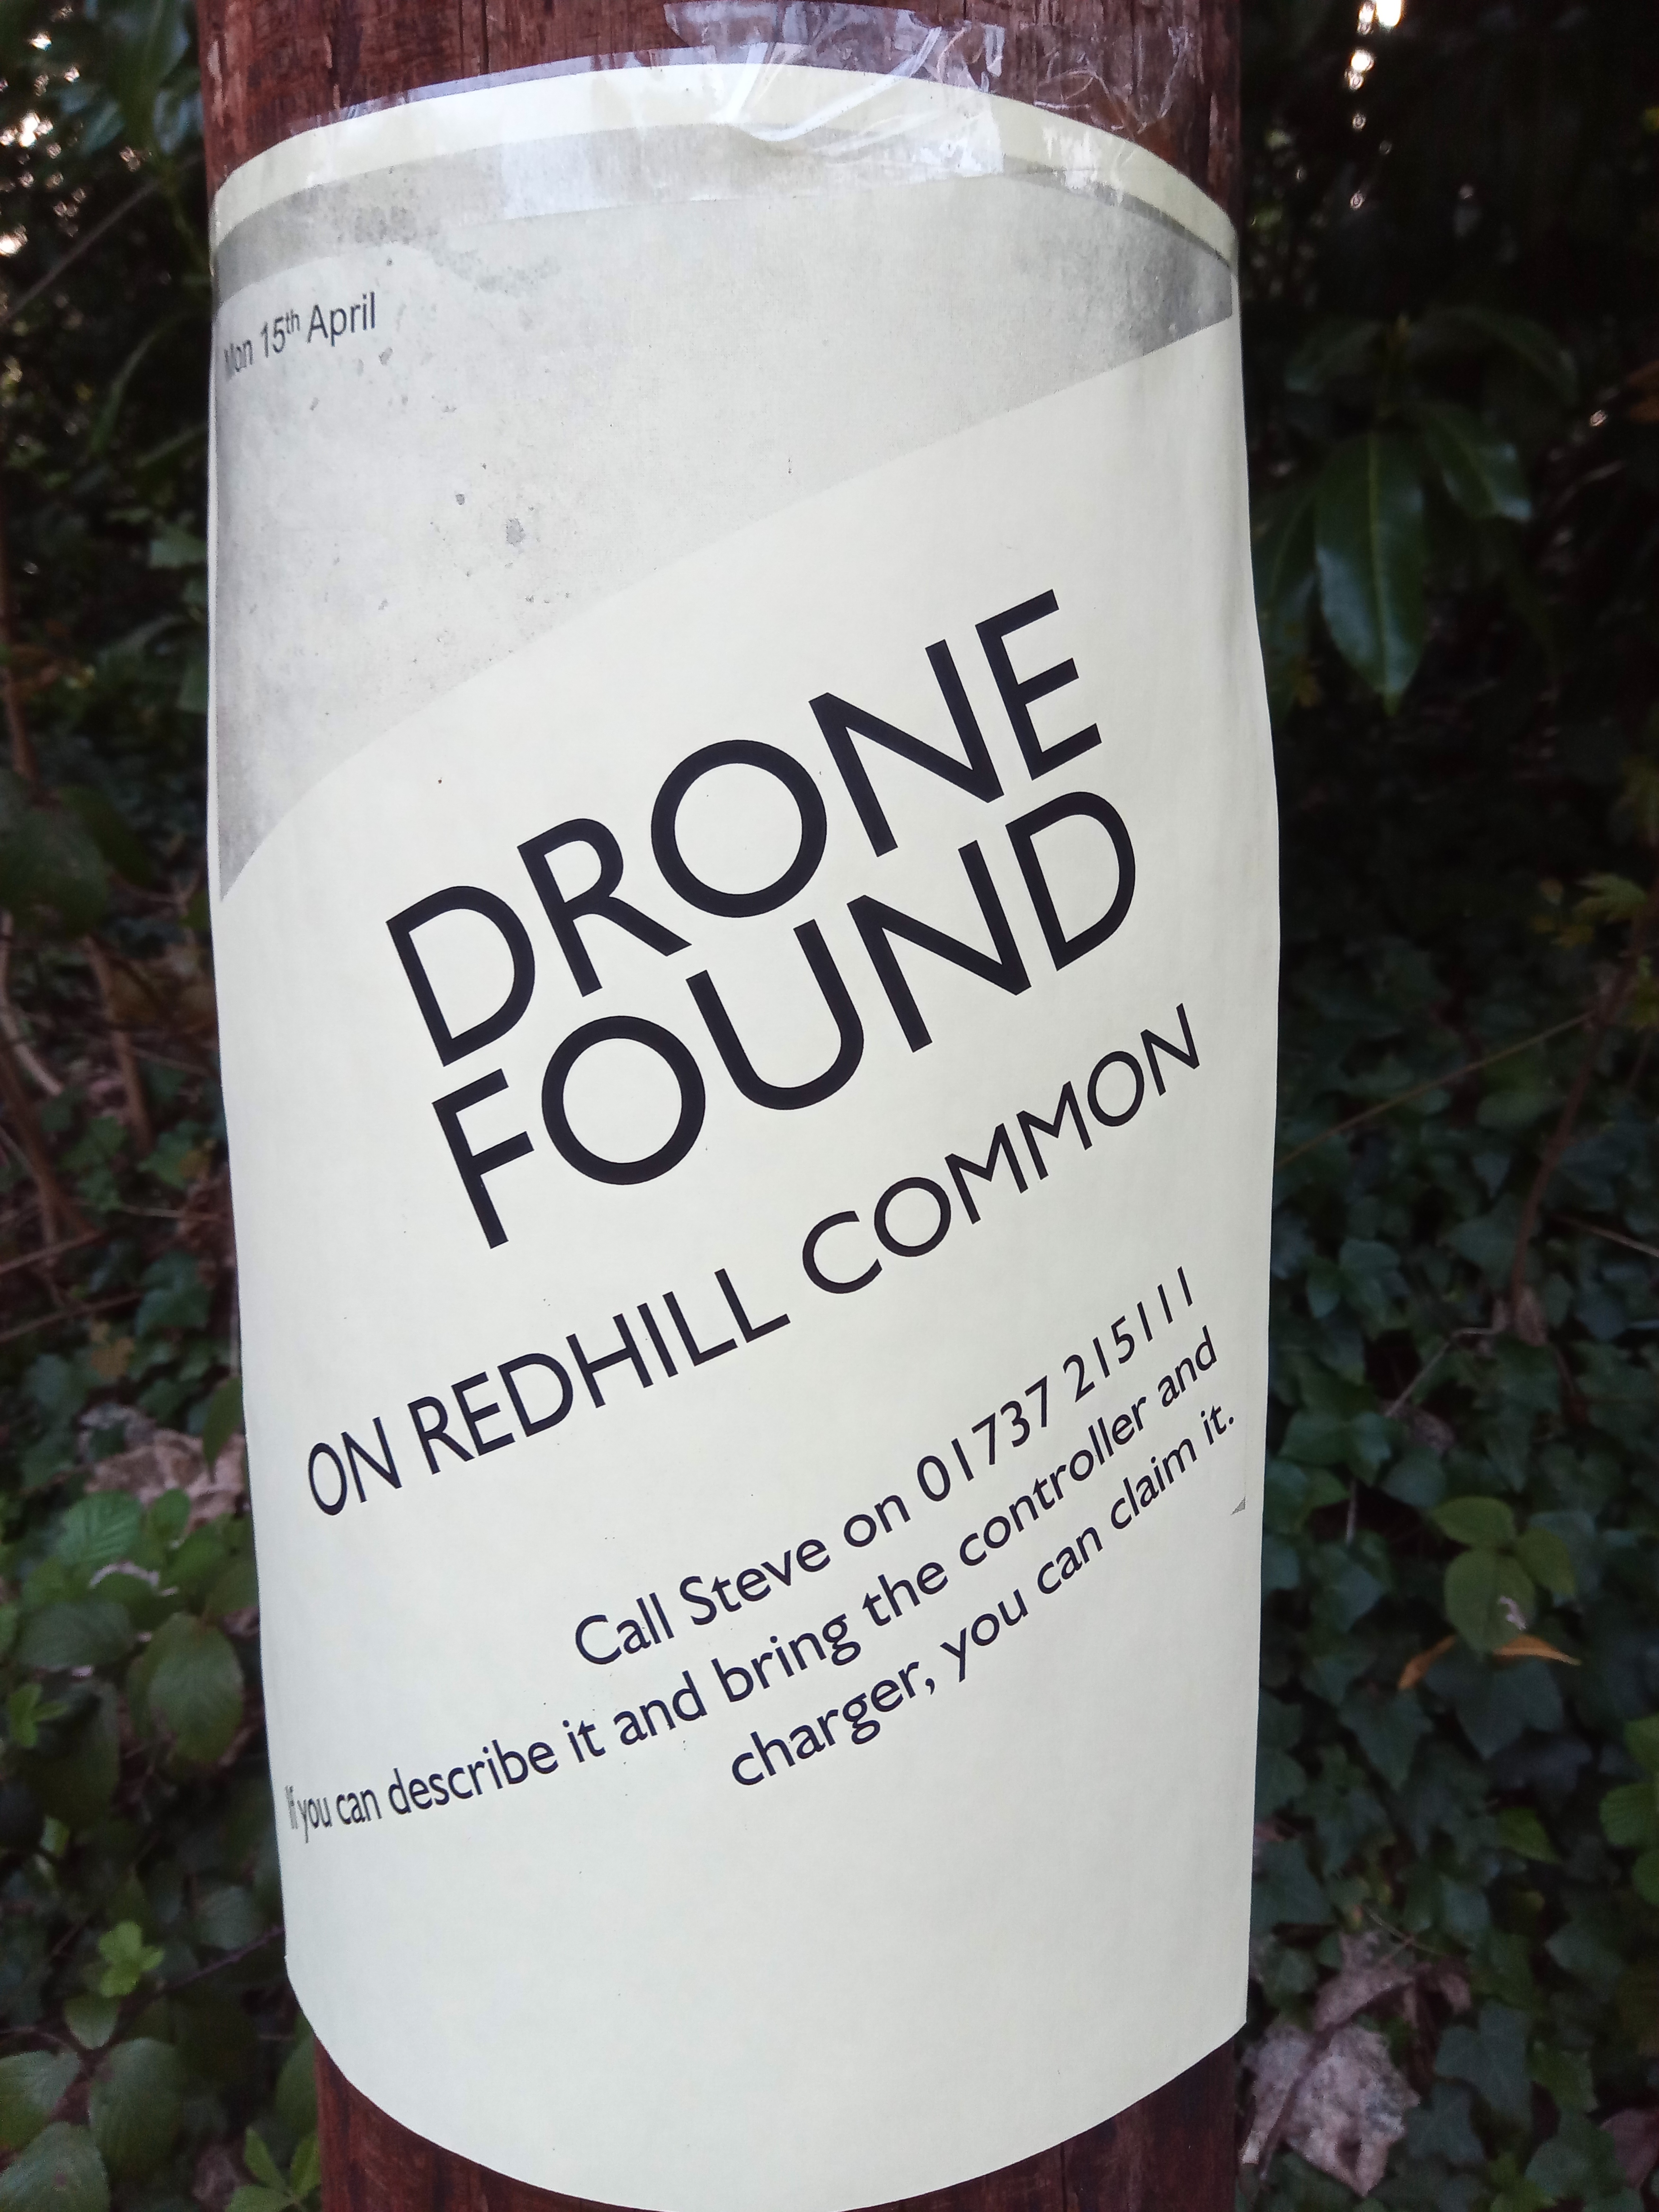 Mon 15th April
DRONE
FOUND
ON REDHILL COMMON
Call Steve on 01737 215111
If you can describe it and bring the controller and
charger, you can claim it.